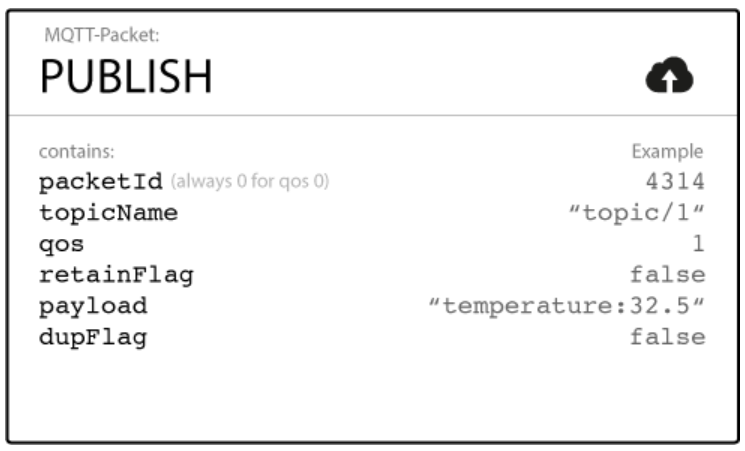 MQTT-Packet:
PUBLISH
contains: Example
packetId (always 0 for qos 0) 4314
topicName “topic/1“
qos 1
retainFlag false
payload “temperature:32.5“
dupFlag false